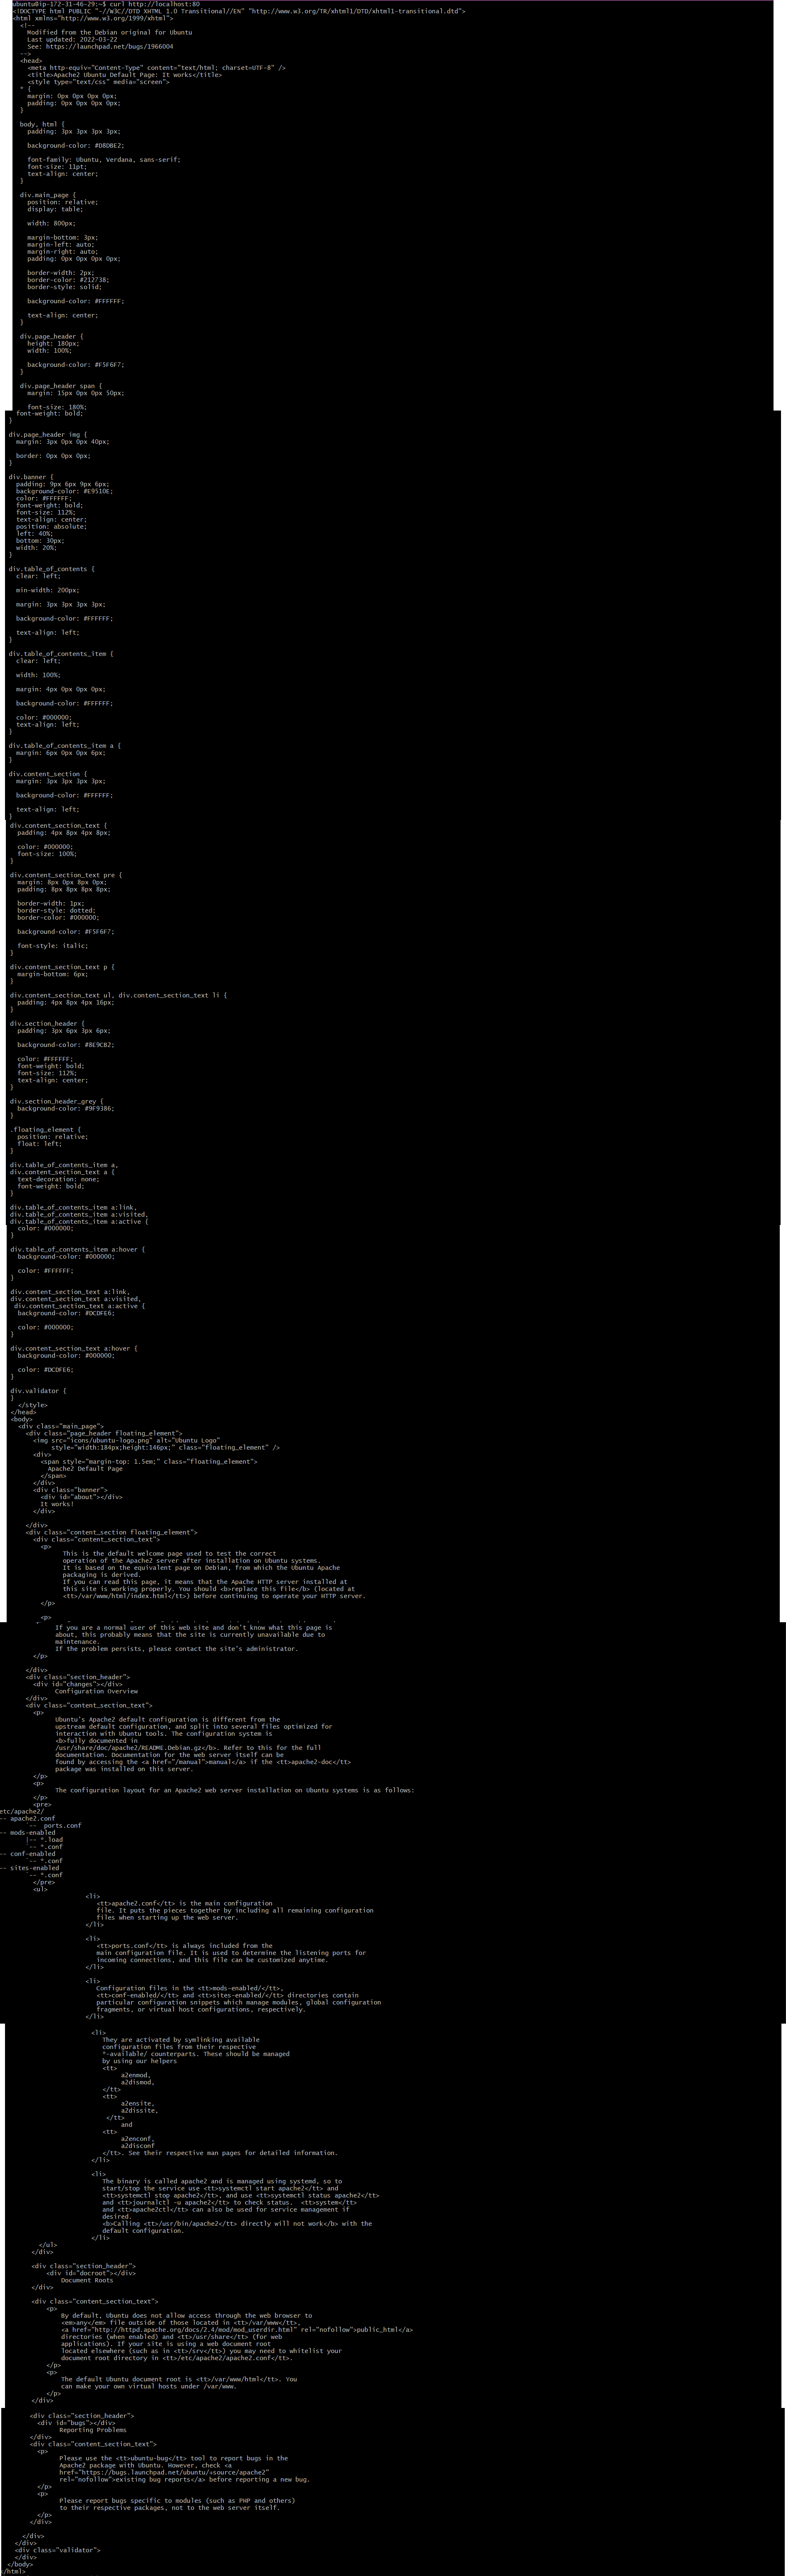 ubuntu@ip-172-31-46-29:~$ curl http://localhost:80
<!DOCTYPE html PUBLIC "-//W3C//DTD XHTML 1.0 Transitional//EN" "http://www.w3.org/TR/xhtml1/DTD/xhtml1-transitional.dtd">
<html xmlns="http://www.w3.org/1999/xhtml">
<!--
Modified from the Debian original for Ubuntu
Last updated: 2022-03-22
See: https://launchpad.net/bugs/1966004
-->
<head>
<meta http-equiv="Content-Type" content="text/html; charset=UTF-8" />
<title>Apache2 Ubuntu Default Page: It works</title>
<style type="text/css" media="screen">
* {
margin: 0px 0px 0px 0px;
padding: 0px 0px 0px 0px;
}
body, html {
padding: 3px 3px 3px 3px;
background-color: #D8DBE2;
font-family: Ubuntu, Verdana, sans-serif;
font-size: 11pt;
text-align: center;
}
div.main_page {
position: relative;
display: table;
width: 800px;
margin-bottom: 3px;
margin-left: auto;
margin-right: auto;
padding: 0px 0px 0px 0px;
border-width: 2px;
border-color: #212738;
border-style: solid;
background-color: #FFFFFF;
text-align: center;
}
div.page_header {
height: 180px;
width: 100%;
background-color: #F5F6F7;
}
div.page_header span {
margin: 15px 0px 0px 50px;
font-size: 180%;
font-weight: bold;
}
div.page_header img {
margin: 3px 0px 0px 40px;
border: 0px 0px 0px;
}
div.banner {
padding: 9px 6px 9px 6px;
background-color: #E9510E;
color: #FFFFFF;
font-weight: bold;
font-size: 112%;
text-align: center;
position: absolute;
left: 40%;
bottom: 30px;
width: 20%;
}
div.table_of_contents {
clear: left;
min-width: 200px;
margin: 3px 3px 3px 3px;
background-color: #FFFFFF;
text-align: left;
}
div.table_of_contents_item {
clear: left;
width: 100%;
margin: 4px 0px 0px 0px;
background-color: #FFFFFF;
color: #000000;
text-align: left;
}
div.table_of_contents_item a {
margin: 6px 0px 0px 6px;
}
div.content_section {
margin: 3px 3px 3px 3px;
background-color: #FFFFFF;
text-align: left;
}
div.content_section_text {
padding: 4px 8px 4px 8px;
color: #000000;
font-size: 100%;
}
div.content_section_text pre {
margin: 8px 0px 8px 0px;
padding: 8px 8px 8px 8px;
border-width: 1px;
border-style: dotted;
border-color: #000000;
background-color: #F5F6F7;
font-style: italic;
}
div.content_section_text p {
margin-bottom: 6px;
}
div.content_section_text ul, div.content_section_text li {
padding: 4px 8px 4px 16px;
}
div.section_header {
padding: 3px 6px 3px 6px;
background-color: #8E9CB2;
color: #FFFFFF;
font-weight: bold;
font-size: 112%;
text-align: center;
}
div.section_header_grey {
background-color: #9F9386;
}
.floating_element {
position: relative;
float: left;
}
div.table_of_contents_item a,
div.content_section_text a {
text-decoration: none;
font-weight: bold;
}
div.table_of_contents_item a:link,
div.table_of_contents_item a:visited,
div.table_of_contents_item a:active {
color: #000000;
}
div.table_of_contents_item a:hover {
background-color: #000000;
color: #FFFFFF;
}
div.content_section_text a:link,
div.content_section_text a:visited,
div.content_section_text a:active {
background-color: #DCDFE6;
color: #000000;
}
div.content_section_text a:hover {
background-color: #000000;
color: #DCDFE6;
}
div.validator {
}
</style>
</head>
<body>
<div class="main_page">
<div class="page_header floating_element">
<img src="icons/ubuntu-logo.png" alt="Ubuntu Logo"
style="width:184px;height:146px;" class="floating_element" />
<div>
<span style="margin-top: 1.5em;" class="floating_element">
Apache2 Default Page
</span>
</div>
<div class="banner">
<div id="about"></div>
It works!
</div>
</div>
<div class="content_section floating_element">
<div class="content_section_text">
<p>
This is the default welcome page used to test the correct
operation of the Apache2 server after installation on Ubuntu systems.
It is based on the equivalent page on Debian, from which the Ubuntu Apache
packaging is derived.
If you can read this page, it means that the Apache HTTP server installed at
this site is working properly. You should <b>replace this file</b> (located at
<tt>/var/www/html/index.html</tt>) before continuing to operate your HTTP server.
</p>
<p>
If you are a normal user of this web site and don't know what this page is
about, this probably means that the site is currently unavailable due to
maintenance.
If the problem persists, please contact the site's administrator.
</p>
</div>
<div class="section_header">
<div id="changes"></div>
Configuration Overview
</div>
<div class="content_section_text">
<p>
Ubuntu's Apache2 default configuration is different from the
upstream default configuration, and split into several files optimized for
interaction with Ubuntu tools. The configuration system is
<b>fully documented in
/usr/share/doc/apache2/README.Debian.gz</b>. Refer to this for the full
documentation. Documentation for the web server itself can be
found by accessing the <a href="/manual">manual</a> if the <tt>apache2-doc</tt>
package was installed on this server.
</p>
<p>
The configuration layout for an Apache2 web server installation on Ubuntu systems is as follows:
</p>
<pre>
etc/apache2/
-- apache2.conf
`--  ports.conf
-- mods-enabled
|-- *.load
`-- *.conf
-- conf-enabled
`-- *.conf
-- sites-enabled
`-- *.conf
</pre>
<ul>
<li>
<tt>apache2.conf</tt> is the main configuration
file. It puts the pieces together by including all remaining configuration
files when starting up the web server.
</li>
<li>
<tt>ports.conf</tt> is always included from the
main configuration file. It is used to determine the listening ports for
incoming connections, and this file can be customized anytime.
</li>
<li>
Configuration files in the <tt>mods-enabled/</tt>,
<tt>conf-enabled/</tt> and <tt>sites-enabled/</tt> directories contain
particular configuration snippets which manage modules, global configuration
fragments, or virtual host configurations, respectively.
</li>
<li>
They are activated by symlinking available
configuration files from their respective
*-available/ counterparts. These should be managed
by using our helpers
<tt>
a2enmod,
a2dismod,
</tt>
<tt>
a2ensite,
a2dissite,
</tt>
and
<tt>
a2enconf,
a2disconf
</tt>. See their respective man pages for detailed information.
</li>
<li>
The binary is called apache2 and is managed using systemd, so to
start/stop the service use <tt>systemctl start apache2</tt> and
<tt>systemctl stop apache2</tt>, and use <tt>systemctl status apache2</tt>
and <tt>journalctl -u apache2</tt> to check status.  <tt>system</tt>
and <tt>apache2ctl</tt> can also be used for service management if
desired.
<b>Calling <tt>/usr/bin/apache2</tt> directly will not work</b> with the
default configuration.
</li>
</ul>
</div>
<div class="section_header">
<div id="docroot"></div>
Document Roots
</div>
<div class="content_section_text">
<p>
By default, Ubuntu does not allow access through the web browser to
<em>any</em> file outside of those located in <tt>/var/www</tt>,
<a href="http://httpd.apache.org/docs/2.4/mod/mod_userdir.html" rel="nofollow">public_html</a>
directories (when enabled) and <tt>/usr/share</tt> (for web
applications). If your site is using a web document root
located elsewhere (such as in <tt>/srv</tt>) you may need to whitelist your
document root directory in <tt>/etc/apache2/apache2.conf</tt>.
</p>
<p>
The default Ubuntu document root is <tt>/var/www/html</tt>. You
can make your own virtual hosts under /var/www.
</p>
</div>
<div class="section_header">
<div id="bugs"></div>
Reporting Problems
</div>
<div class="content_section_text">
<p>
Please use the <tt>ubuntu-bug</tt> tool to report bugs in the
Apache2 package with Ubuntu. However, check <a
href="https://bugs.launchpad.net/ubuntu/+source/apache2"
rel="nofollow">existing bug reports</a> before reporting a new bug.
</p>
<p>
Please report bugs specific to modules (such as PHP and others)
to their respective packages, not to the web server itself.
</p>
</div>
</div>
</div>
<div class="validator">
</div>
</body>
</html>